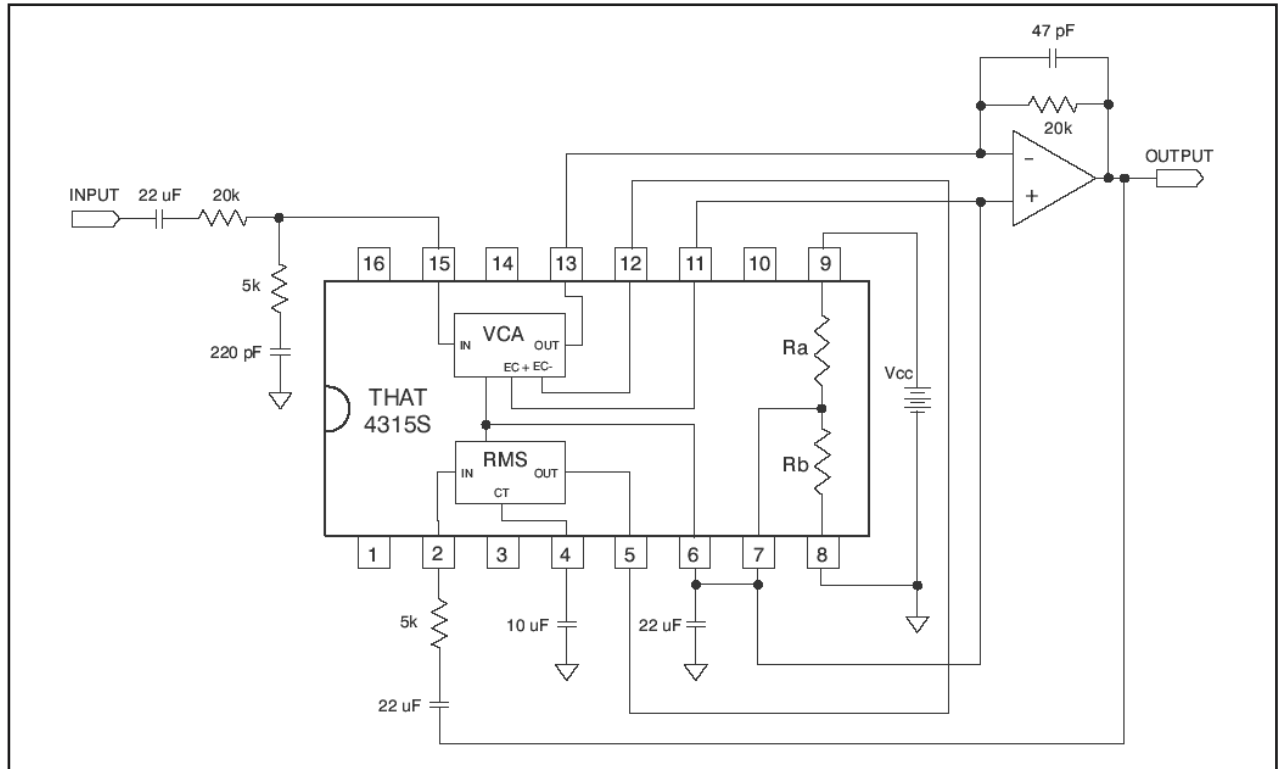 47 pF
20k
OUTPUT
INPUT
22 uF
20k
-
+
16
15
14
13
12
11
10
9
5k
220 pF
VCA
IN
OUT
EC +
EC-
THAT
4315S
RMS
IN
OUT
CT
Ra
Rb
Vcc
1
2
3
4
5
6
7
8
5k
10 uF
22 uF
22 uF